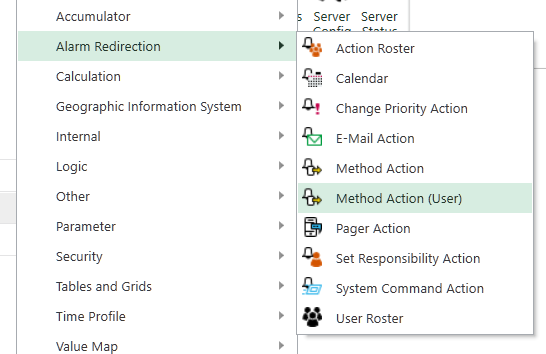 s Server Server
Config Status
Accumulator
Alarm Redirection
Calculation
Geographic Information System
Internal
Logic
Other
Parameter
Security
Tables and Grids
Time Profile
Value Map
Action Roster
Calendar
Change Priority Action
E-Mail Action
Method Action
Method Action (User)
Pager Action
Set Responsibility Action
System Command Action
User Roster